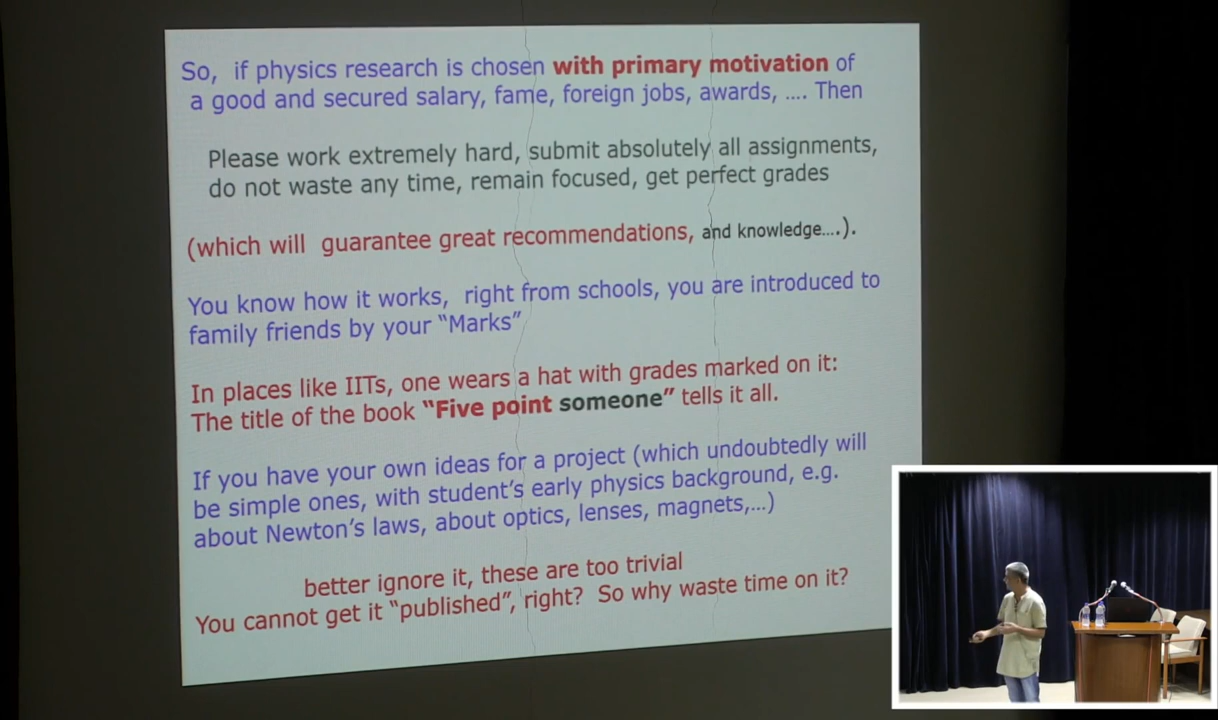 So, if physics research is chosen with primary motivation of
a good and secured salary, fame, foreign jobs, awards, .... Then
Please work extremely hard, submit absolutely all assignments,
do not waste any time, remain focused, get perfect grades
(which will guarantee great recommendations, and knowledge....).
You know how it works, right from schools, you are introduced to
family friends by your “Marks”
In places like IITs, one wears a hat with grades marked on it:
The title of the book “Five point someone” tells it all.
If you have your own ideas for a project (which undoubtedly will
be simple ones, with student’s early physics background, e.g.
about Newton’s laws, about optics, lenses, magnets,...)
better ignore it, these are too trivial
You cannot get it “published”, right? So why waste time on it?